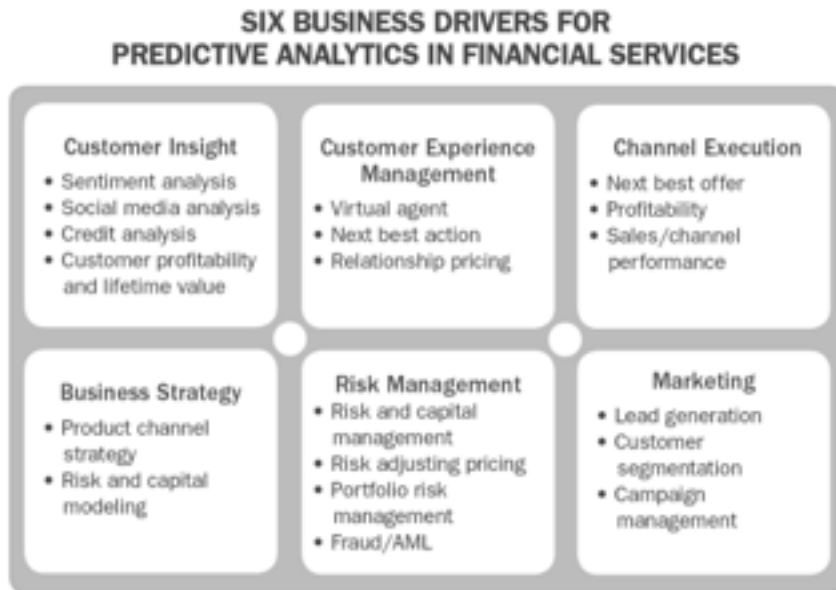 SIX BUSINESS DRIVERS FOR
PREDICTIVE ANALYTICS IN FINANCIAL SERVICES
Customer Insight
• Sentiment analysis
• Social media analysis
• Credit analysis
• Customer profitability
and lifetime value
Customer Experience
Management
• Virtual agent
• Next best action
• Relationship pricing
Channel Execution
• Next best offer
• Profitability
• Sales/channel
performance
Business Strategy
• Product channel
strategy
• Risk and capital
modeling
Risk Management
• Risk and capital
management
• Risk adjusting pricing
• Portfolio risk
management
• Fraud/AML
Marketing
• Lead generation
• Customer
segmentation
• Campaign
management